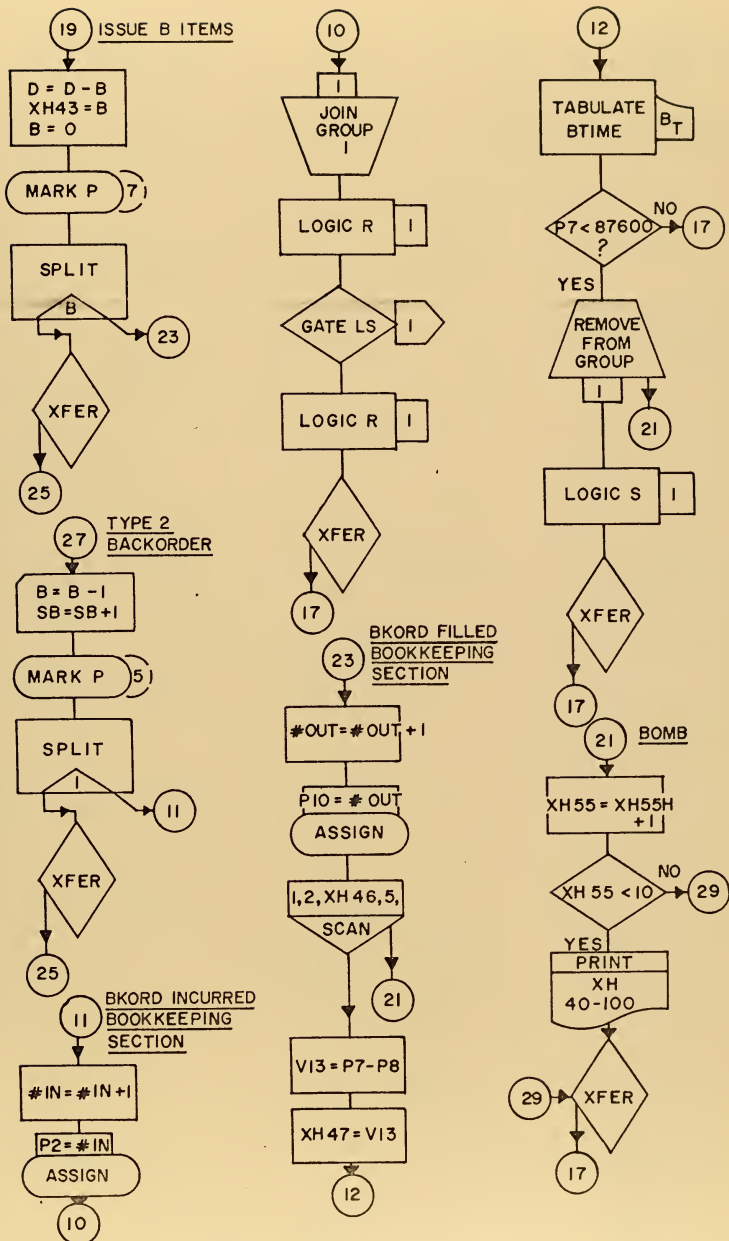 19 ISSUE B ITEMS
D = D - B
XH43 = B
B = 0
MARK P 7
SPLIT
B
23
XFER
25
27 TYPE 2
BACKORDER
B = B - 1
SB = SB + 1
MARK P 5
SPLIT
1
11
XFER
25
11 BKORD INCURRED
BOOKKEEPING
SECTION
#IN = #IN + 1
P2 = #IN
ASSIGN
10
10
1
JOIN
GROUP
1
LOGIC R 1
GATE LS 1
LOGIC R 1
XFER
17
23 BKORD FILLED
BOOKKEEPING
SECTION
#OUT = #OUT + 1
P10 = #OUT
ASSIGN
1, 2, XH 46, 5,
SCAN
21
V13 = P7 - P8
XH 47 = V13
12
12
TABULATE
BTIME
BT
P7 < 87600
?
NO 17
YES
REMOVE
FROM
GROUP
1
21
LOGIC S 1
XFER
17
21 BOMB
XH 55 = XH55H
+ 1
XH 55 < 10
NO 29
YES
PRINT
XH
40-100
29 XFER
17